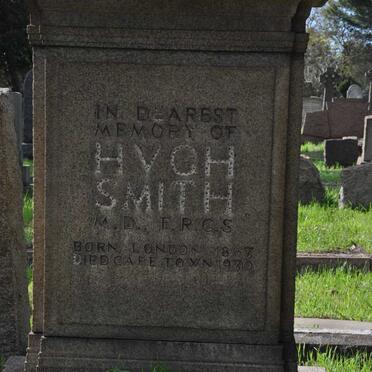 IN DEAREST
MEMORY OF
HVGH
SMITH
M.D., F.R.C.S.
BORN LONDON
DIED CAPE TOWN